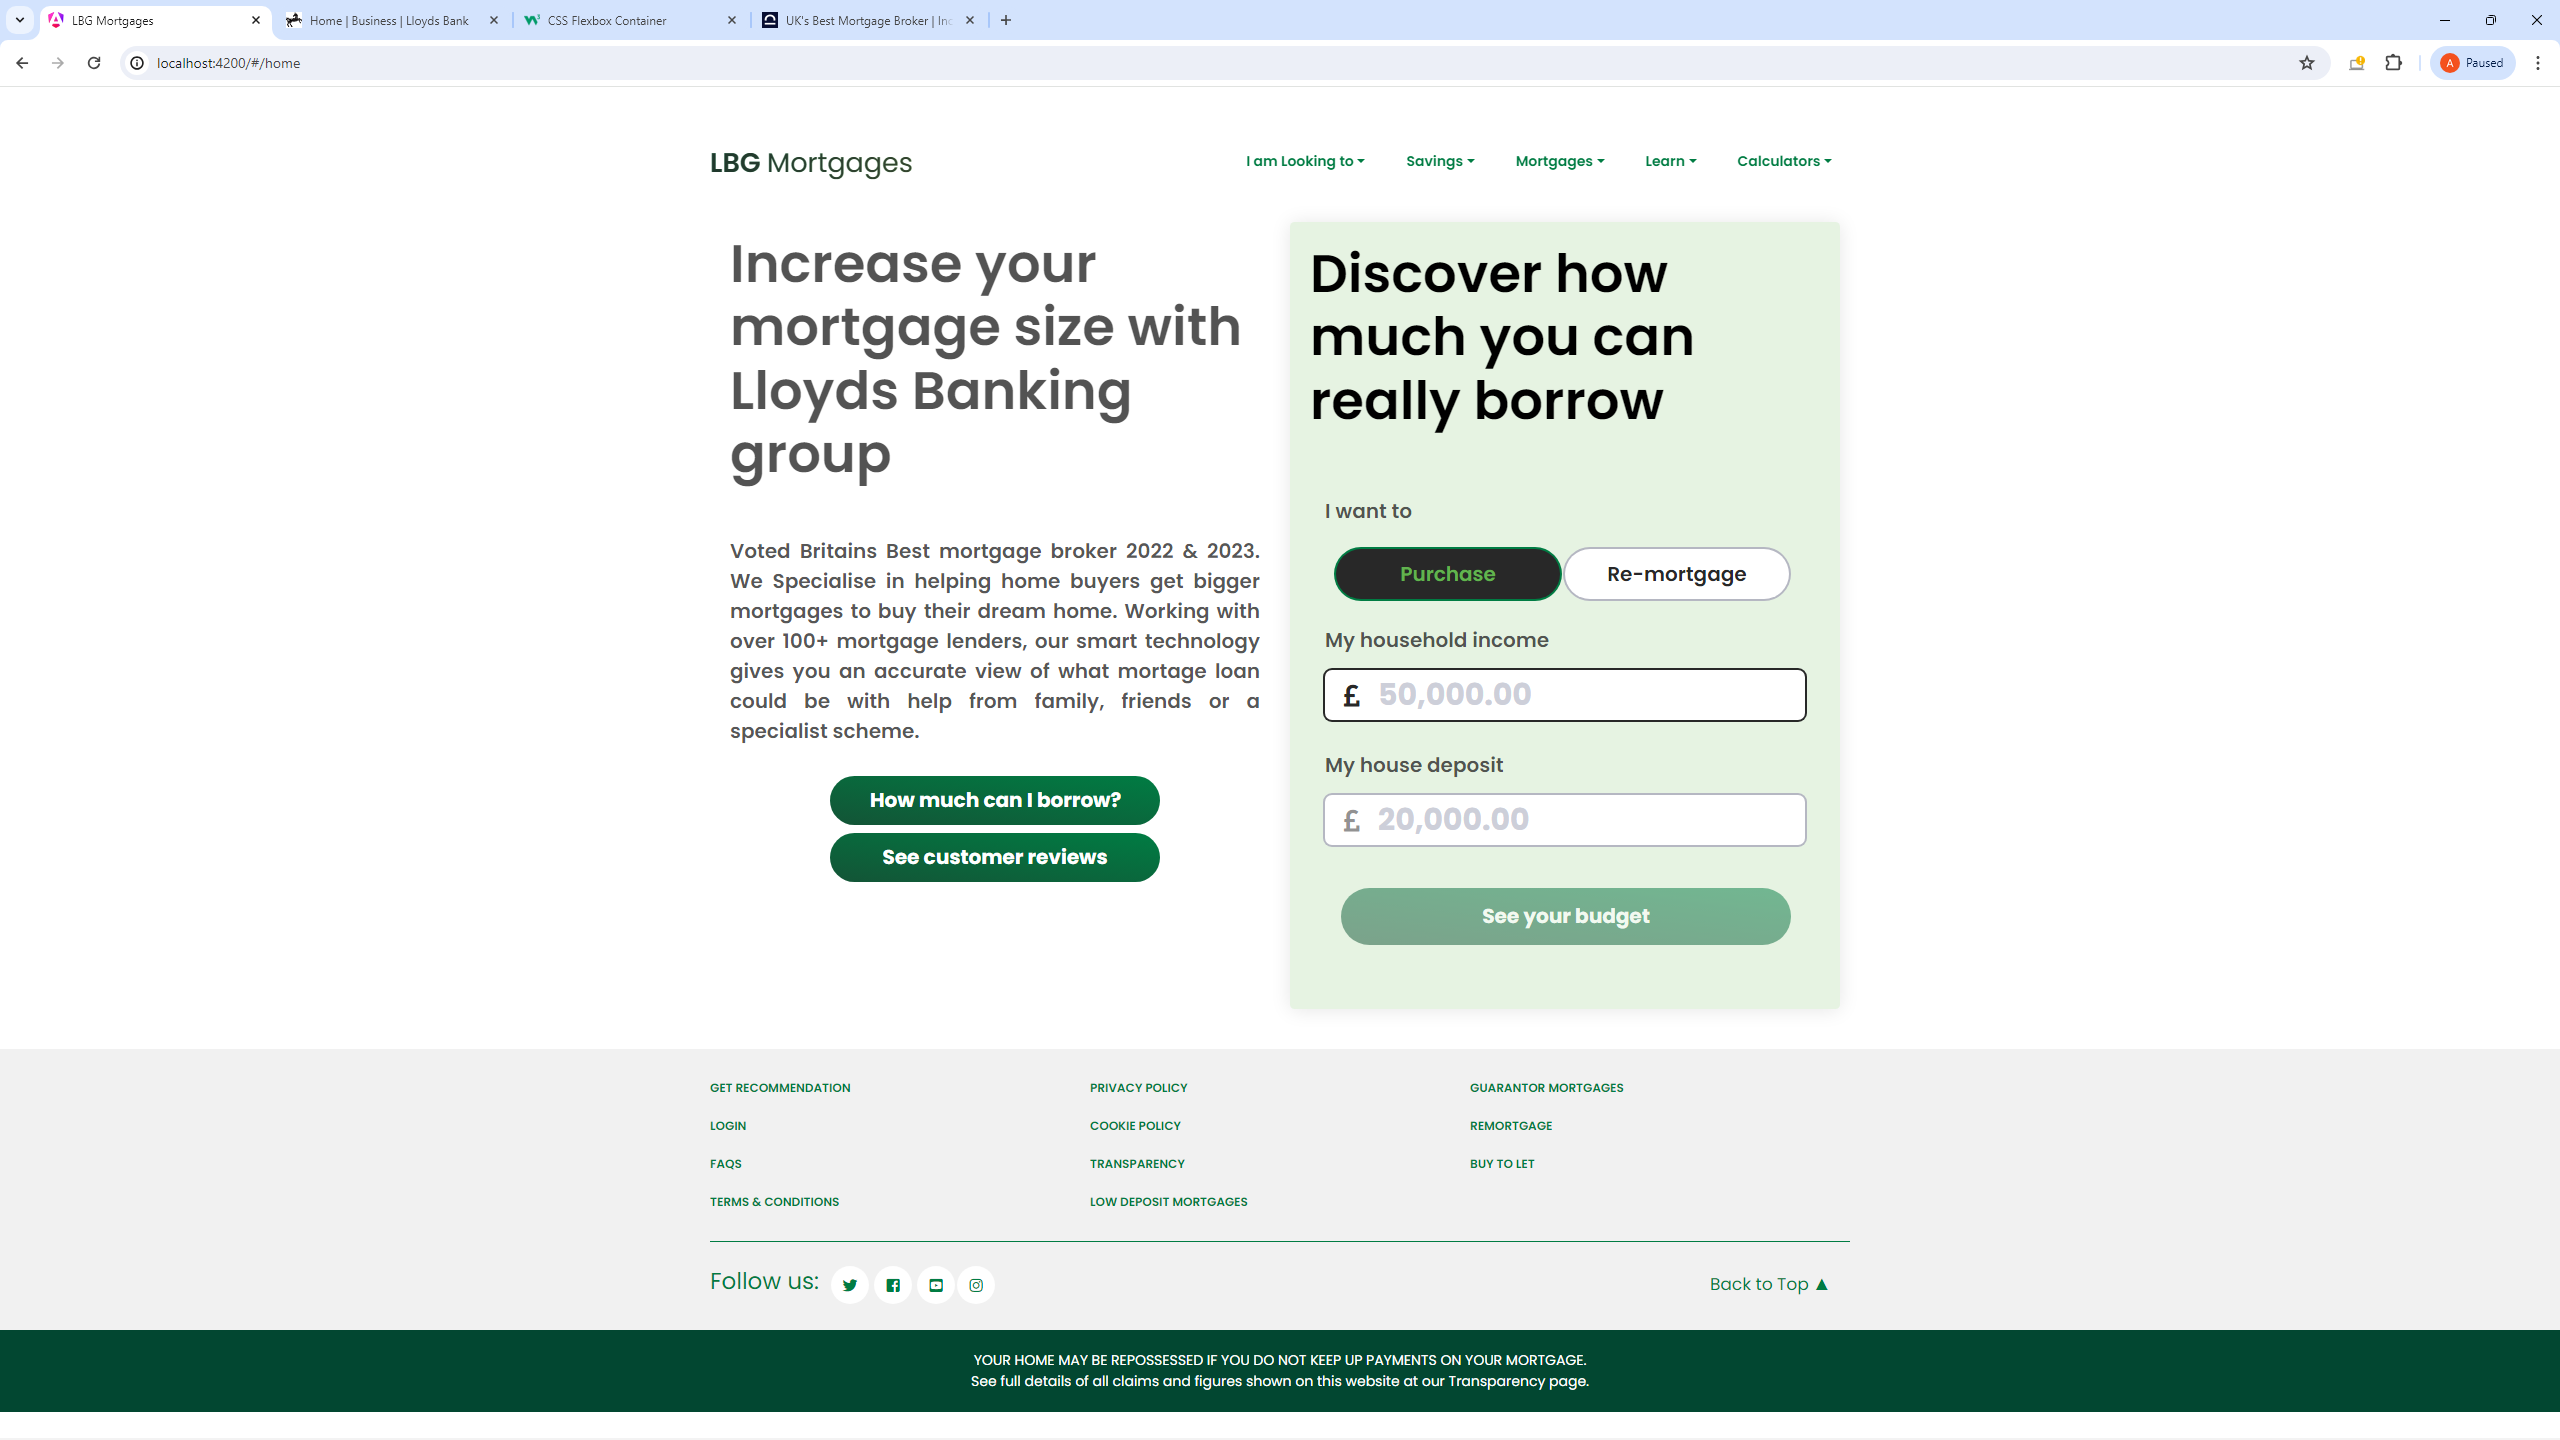 LBG Mortgages
Home | Business | Lloyds Bank
CSS Flexbox Container
UK's Best Mortgage Broker |
localhost:4200/#/home
A Paused
LBG Mortgages
I am Looking to
Savings
Mortgages
Learn
Calculators
Increase your
mortgage size with
Lloyds Banking
group
Voted Britains Best mortgage broker 2022 & 2023.
We Specialise in helping home buyers get bigger
mortgages to buy their dream home. Working with
over 100+ mortgage lenders, our smart technology
gives you an accurate view of what mortage loan
could be with help from family, friends or a
specialist scheme.
How much can I borrow?
See customer reviews
Discover how
much you can
really borrow
I want to
Purchase
Re-mortgage
My household income
£ 50,000.00
My house deposit
£ 20,000.00
See your budget
GET RECOMMENDATION
LOGIN
FAQS
TERMS & CONDITIONS
PRIVACY POLICY
COOKIE POLICY
TRANSPARENCY
LOW DEPOSIT MORTGAGES
GUARANTOR MORTGAGES
REMORTGAGE
BUY TO LET
Follow us:
Back to Top ▲
YOUR HOME MAY BE REPOSSESSED IF YOU DO NOT KEEP UP PAYMENTS ON YOUR MORTGAGE.
See full details of all claims and figures shown on this website at our Transparency page.